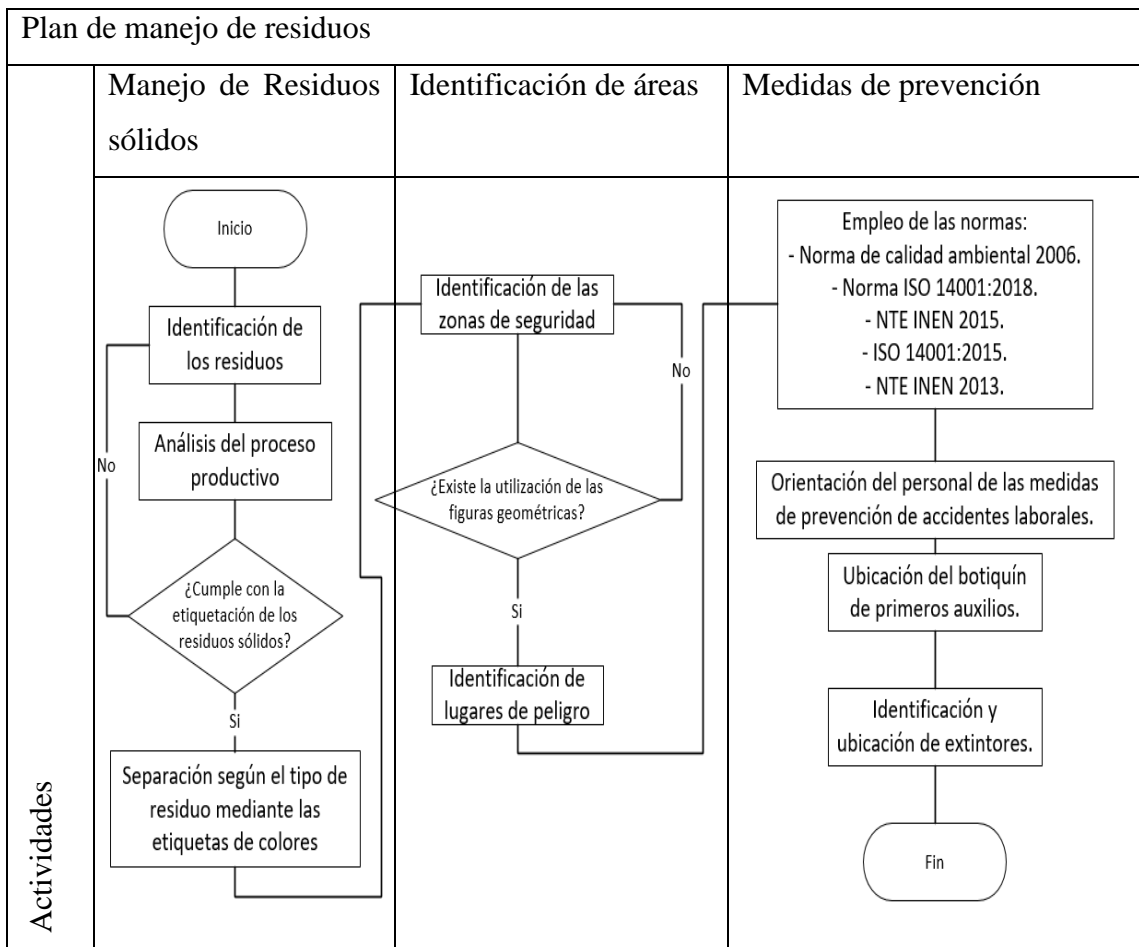 Plan de manejo de residuos
Manejo de Residuos
sólidos
Identificación de áreas
Medidas de prevención
Actividades
Inicio
Identificación de
los residuos
Análisis del proceso
productivo
No
¿Cumple con la
etiquetación de los
residuos sólidos?
Si
Separación según el tipo de
residuo mediante las
etiquetas de colores
Identificación de las
zonas de seguridad
No
¿Existe la utilización de las
figuras geométricas?
Si
Identificación de
lugares de peligro
Empleo de las normas:
- Norma de calidad ambiental 2006.
- Norma ISO 14001:2018.
- NTE INEN 2015.
- ISO 14001:2015.
- NTE INEN 2013.
Orientación del personal de las medidas
de prevención de accidentes laborales.
Ubicación del botiquín
de primeros auxilios.
Identificación y
ubicación de extintores.
Fin